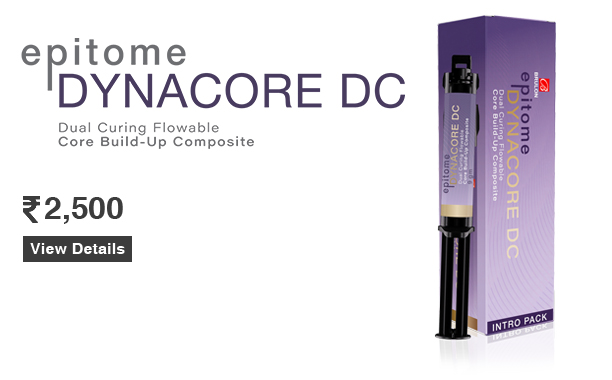 epitome
DYNACORE DC
Dual Curing Flowable
Core Build-Up Composite
₹2,500
View Details
epitome
DYNACORE DC
Dual Curing Flowable
Core Build-Up Composite
BRULON
epitome
DYNACORE DC
Dual Curing Flowable
Core Build-Up Composite
INTRO PACK